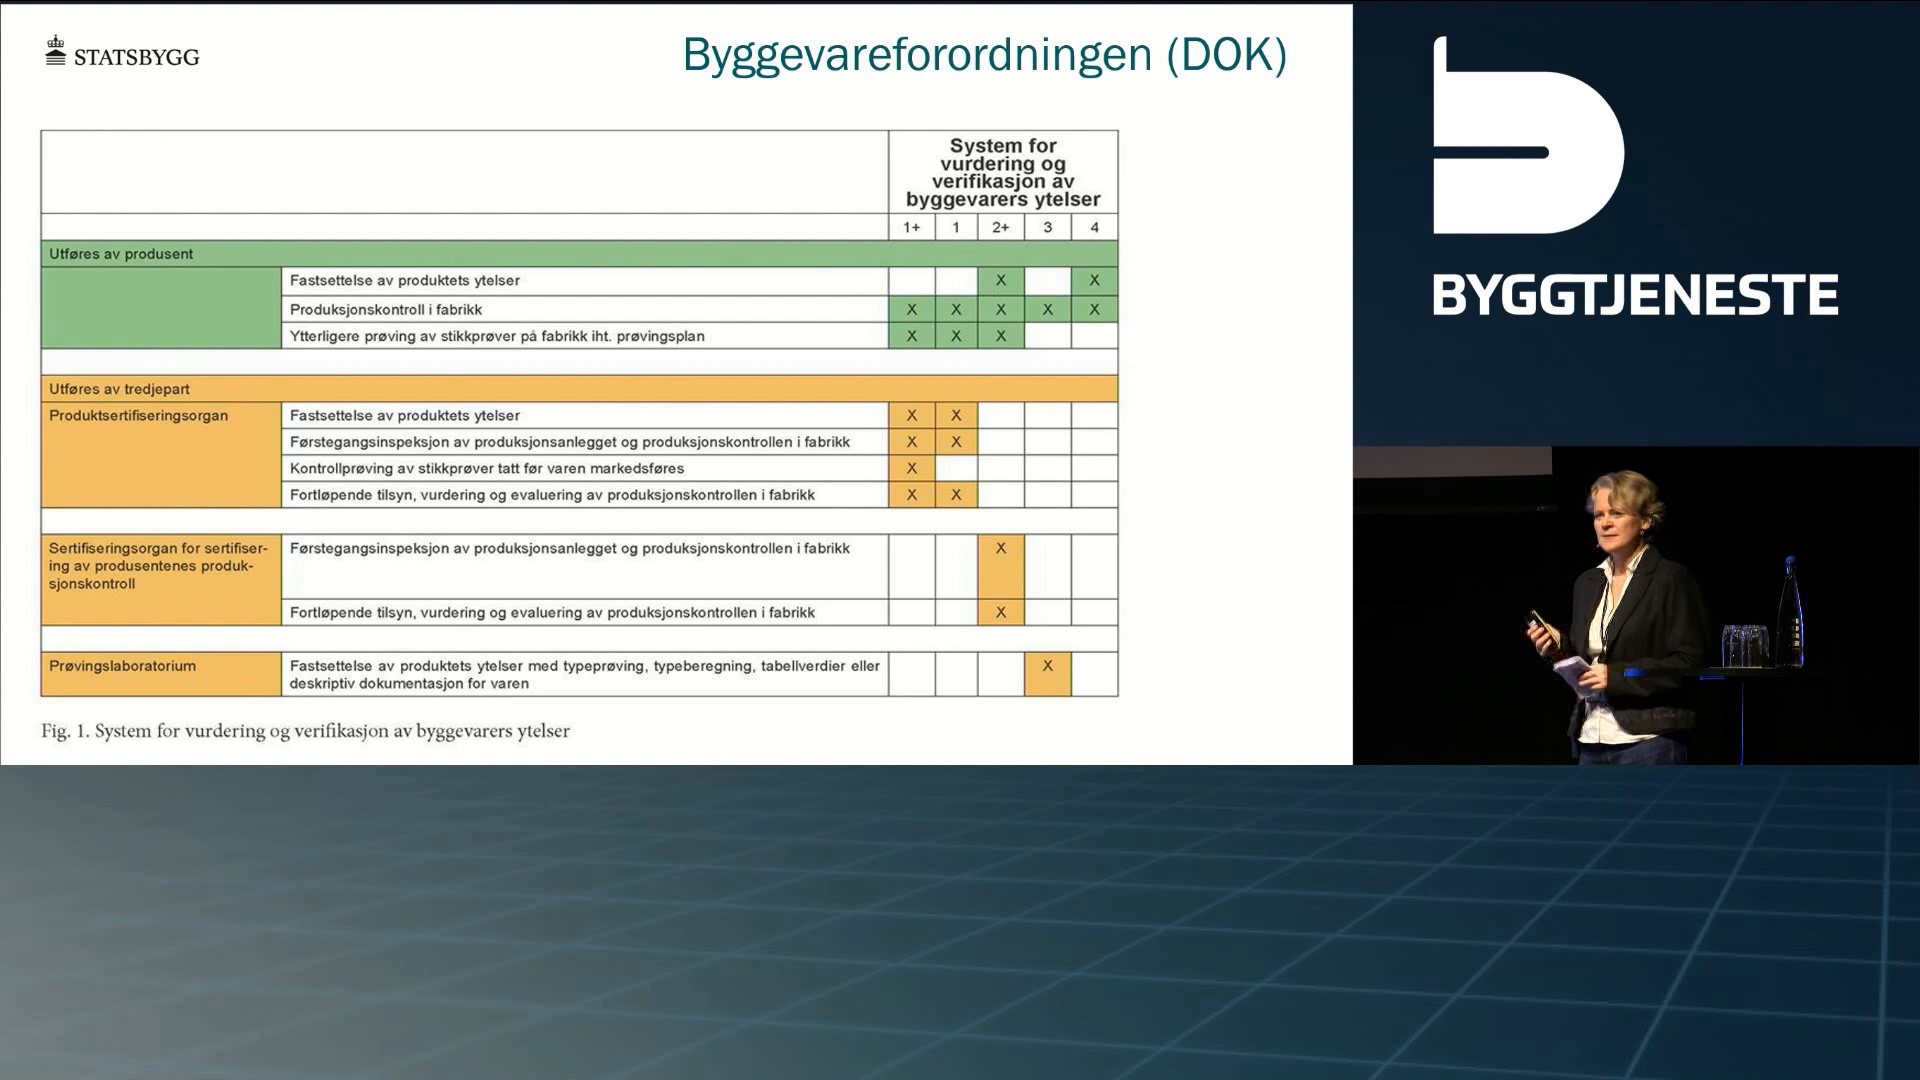 STATSBYGG
Byggevareforordningen (DOK)
System for
vurdering og
verifikasjon av
byggevarers ytelser
1+ 1 2+ 3 4
Utføres av produsent
Fastsettelse av produktets ytelser X X
Produksjonskontroll i fabrikk X X X X X
Ytterligere prøving av stikkprøver på fabrikk iht. prøvingsplan X X X
Utføres av tredjepart
Produktsertifiseringsorgan Fastsettelse av produktets ytelser X X
Førstegangsinspeksjon av produksjonsanlegget og produksjonskontrollen i fabrikk X X
Kontrollprøving av stikkprøver tatt før varen markedsføres X
Fortløpende tilsyn, vurdering og evaluering av produksjonskontrollen i fabrikk X X
Sertifiseringsorgan for sertifiser-
ing av produsentenes produk-
sjonskontroll
Førstegangsinspeksjon av produksjonsanlegget og produksjonskontrollen i fabrikk X
Fortløpende tilsyn, vurdering og evaluering av produksjonskontrollen i fabrikk X
Prøvingslaboratorium
Fastsettelse av produktets ytelser med typeprøving, typeberegning, tabellverdier eller X
deskriptiv dokumentasjon for varen
Fig. 1. System for vurdering og verifikasjon av byggevarers ytelser
BYGGTJENESTE